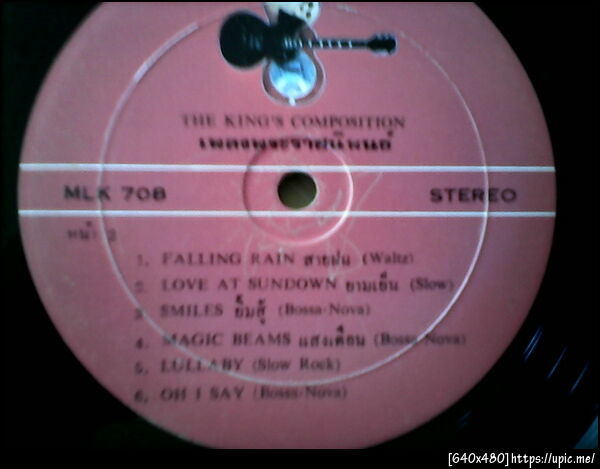 THE KING'S COMPOSITION
เพลงพระราชนิพนธ์
MLK 708 STEREO
หน้า 2
1. FALLING RAIN สายฝน (Waltz)
2. LOVE AT SUNDOWN ยามเย็น (Slow)
3. SMILES ยิ้มสู้ (Bossa-Nova)
4. MAGIC BEAMS แสงเดือน (Bossa-Nova)
5. LULLABY (Slow Rock)
6. OH I SAY (Bossa-Nova)
[640x480]https://upic.me/